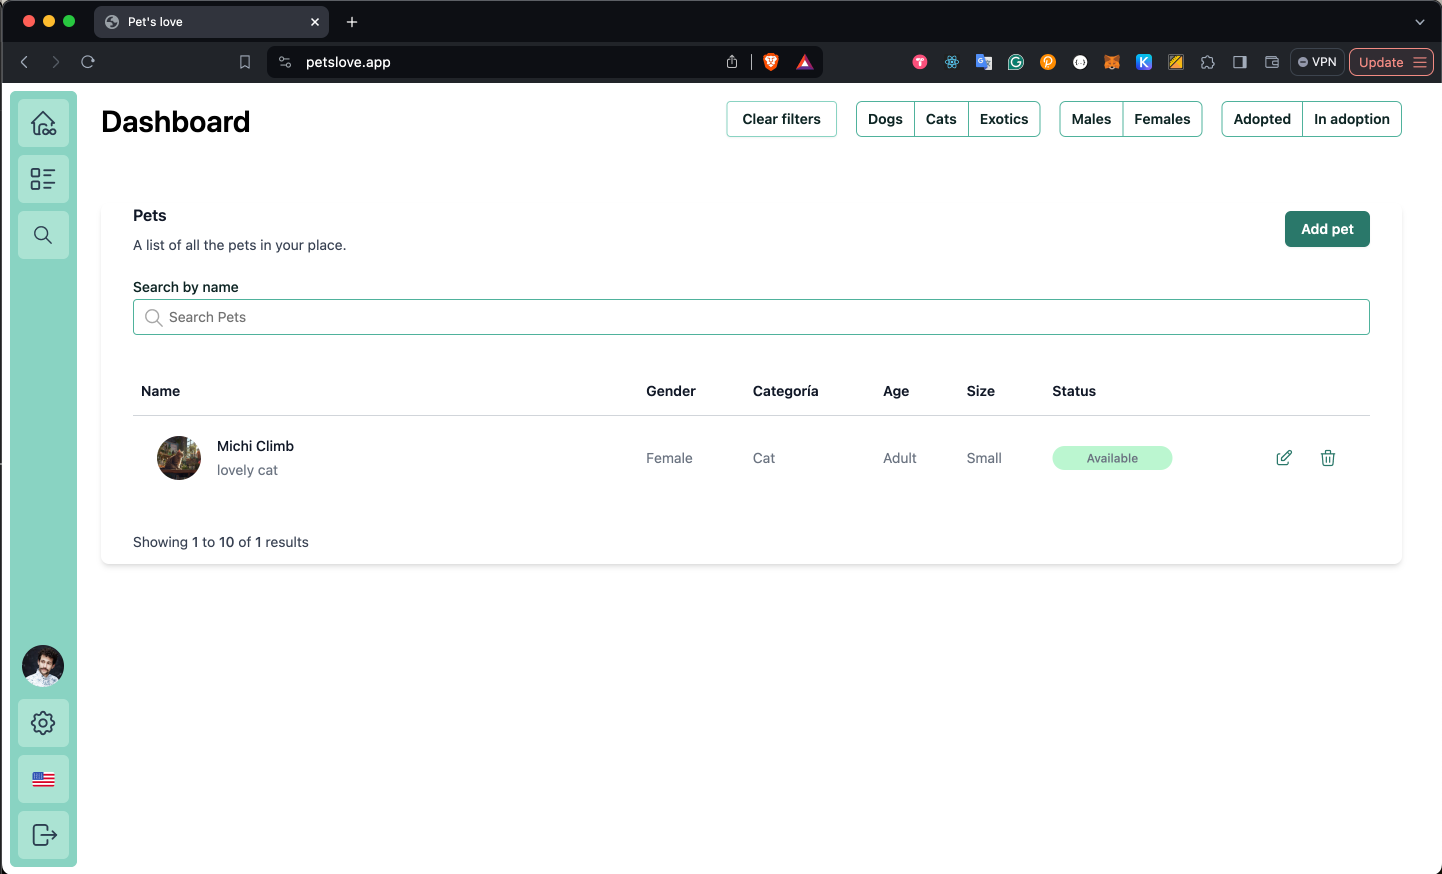 Pet's love
petslove.app
VPN
Update
Dashboard
Clear filters
Dogs
Cats
Exotics
Males
Females
Adopted
In adoption
Pets
A list of all the pets in your place.
Add pet
Search by name
Search Pets
Name
Gender
Categoría
Age
Size
Status
Michi Climb
lovely cat
Female
Cat
Adult
Small
Available
Showing 1 to 10 of 1 results